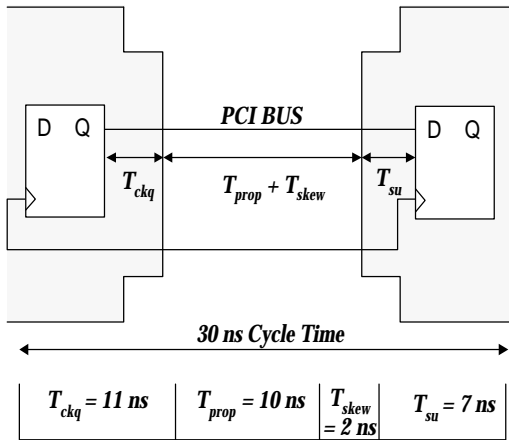 PCI BUS
D Q
D Q
T_ckq
T_prop + T_skew
T_su
30 ns Cycle Time
T_ckq = 11 ns
T_prop = 10 ns
T_skew
= 2 ns
T_su = 7 ns